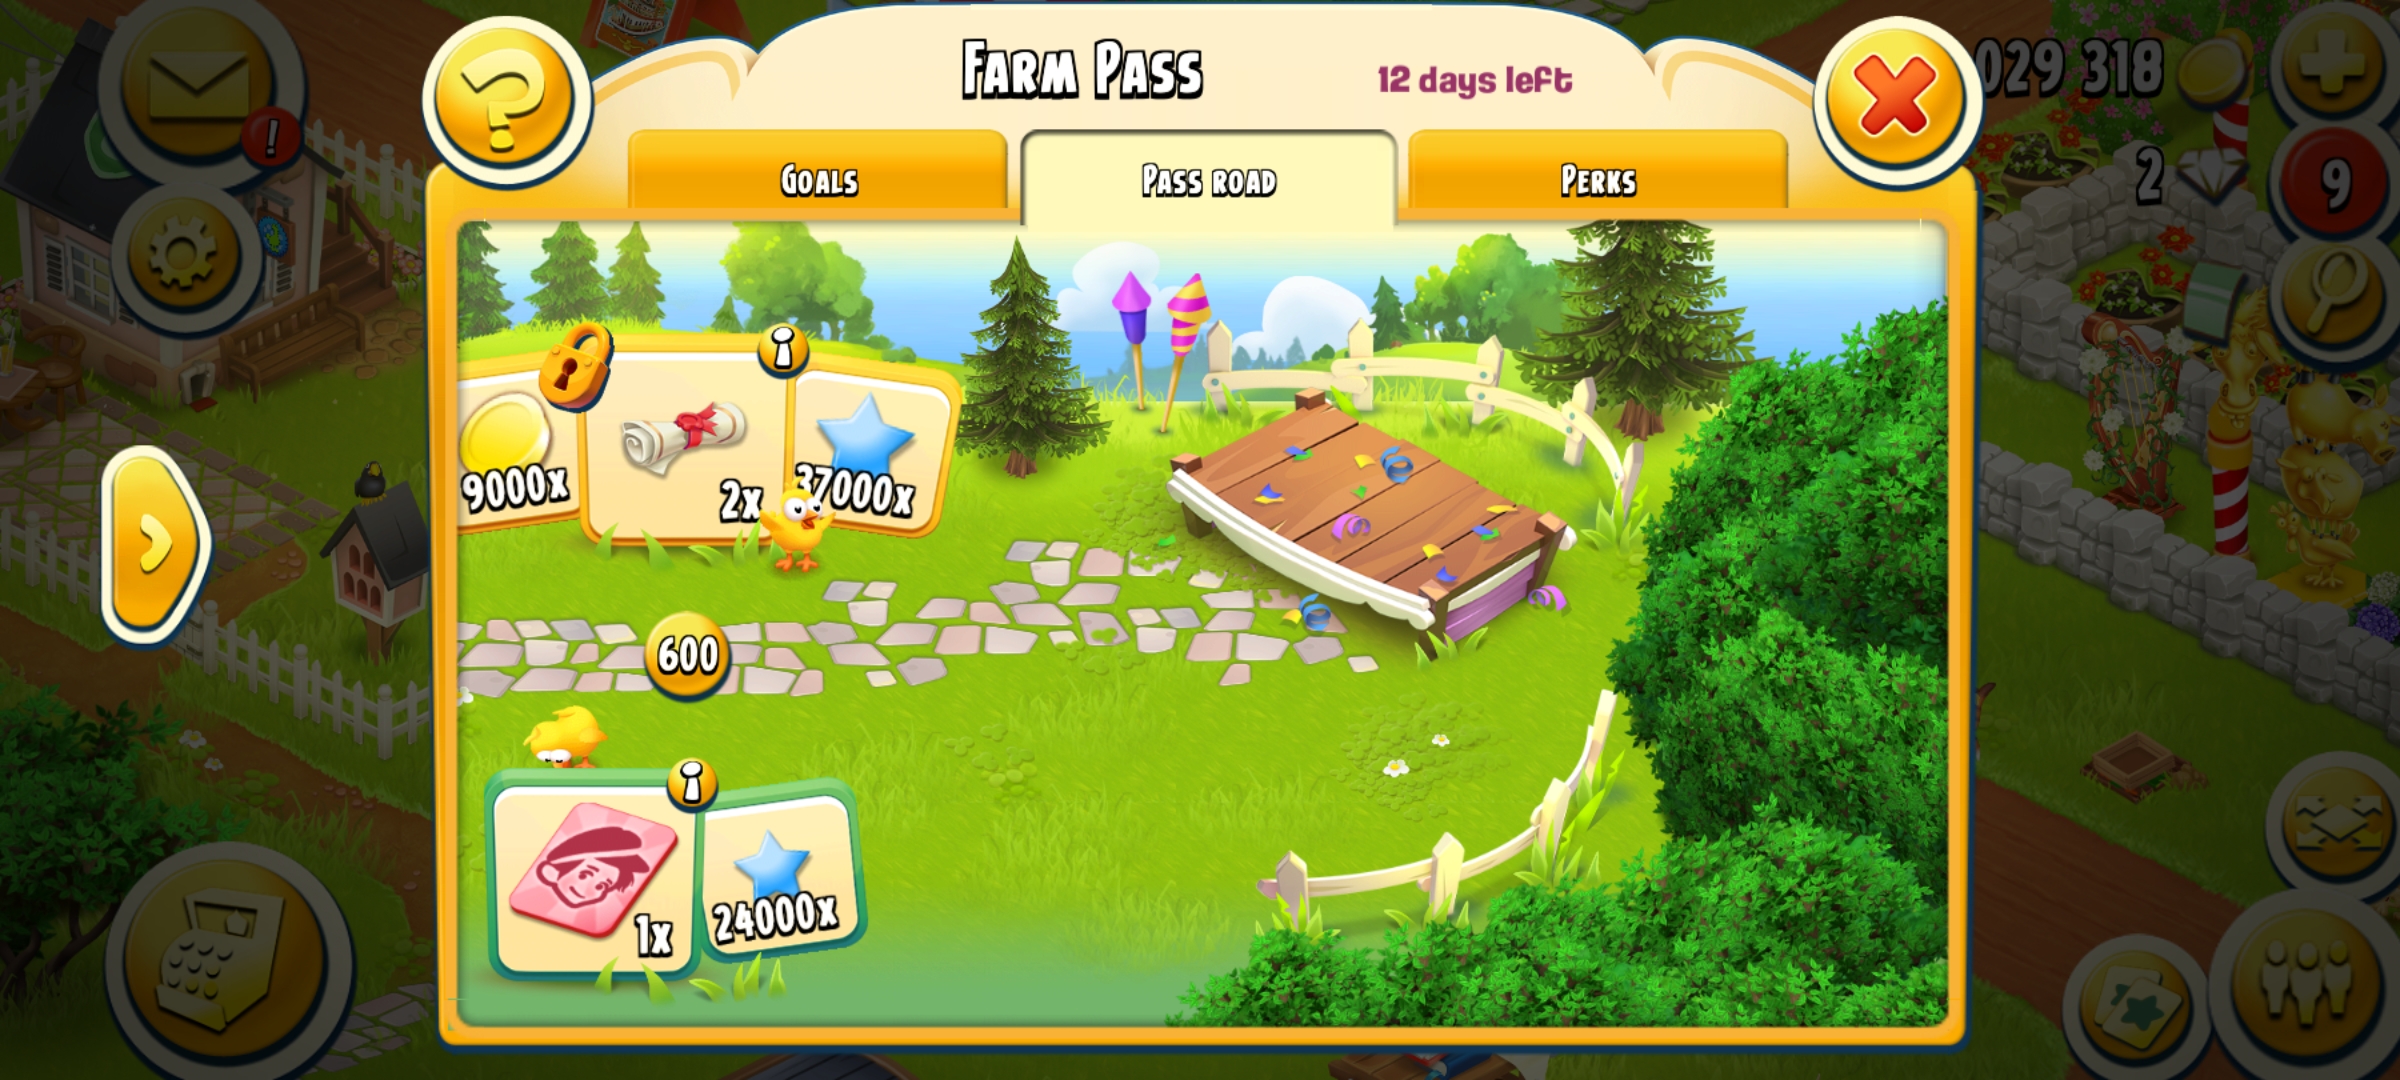 FARM PASS
12 days left
029 318
GOALS
PASS ROAD
PERKS
2
9
9000x
2x
37000x
600
1x
24000x